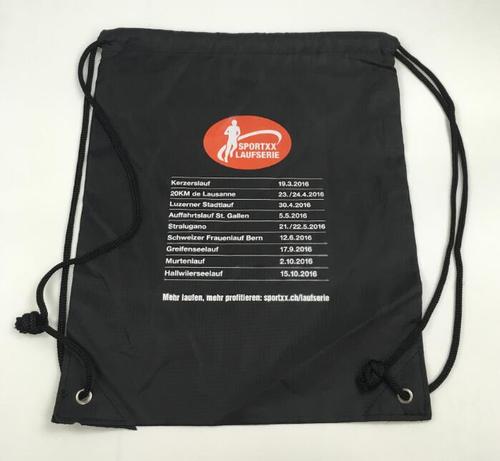 SPORTXX
LAUFSERIE
Kerzerslauf 19.3.2016
20KM de Lausanne 23./24.4.2016
Luzerner Stadtlauf 30.4.2016
Auffahrtslauf St. Gallen 5.5.2016
Stralugano 21./22.5.2016
Schweizer Frauenlauf Bern 12.6.2016
Greifenseelauf 17.9.2016
Murtenlauf 2.10.2016
Hallwilerseelauf 15.10.2016
Mehr laufen, mehr profitieren: sportxx.ch/laufserie